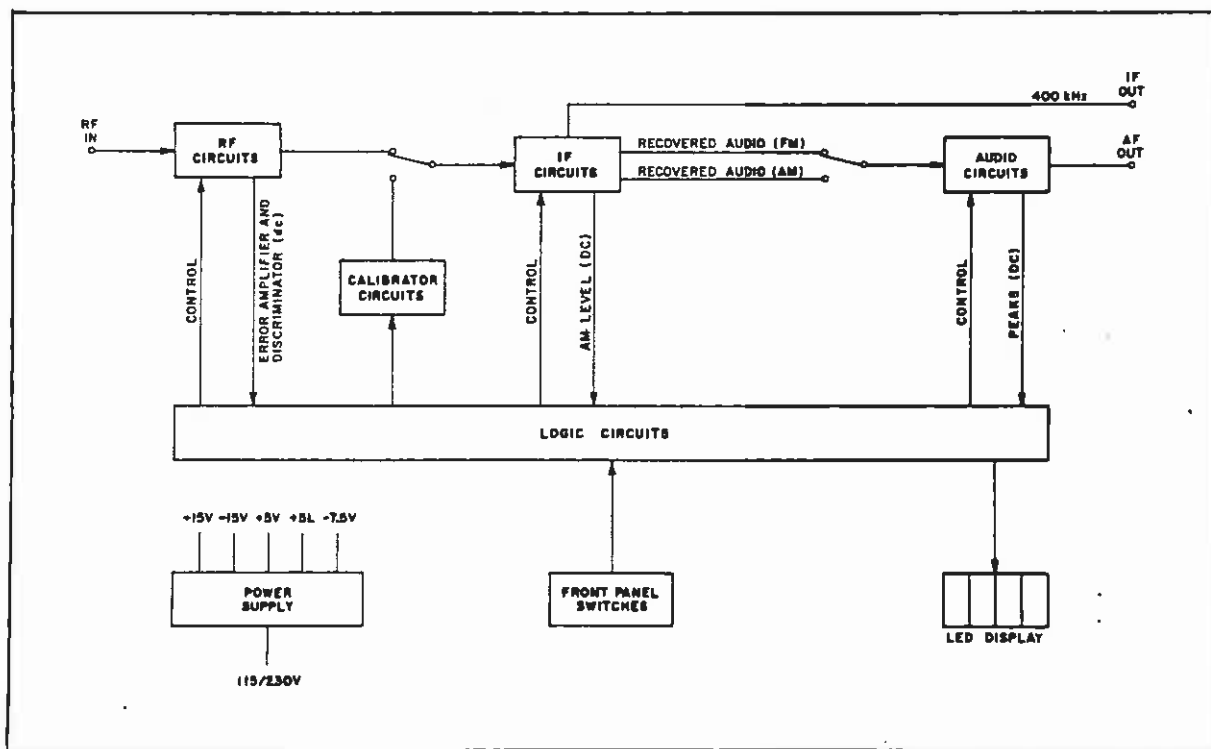 IF
OUT
400 kHz
RF
IN
RF
CIRCUITS
IF
CIRCUITS
RECOVERED AUDIO (FM)
RECOVERED AUDIO (AM)
AUDIO
CIRCUITS
AF
OUT
CONTROL
ERROR AMPLIFIER AND
DISCRIMINATOR (dc)
CALIBRATOR
CIRCUITS
CONTROL
AM LEVEL (DC)
CONTROL
PEAKS (DC)
LOGIC CIRCUITS
+15V -15V +5V +5L -7.5V
POWER
SUPPLY
115/230V
FRONT PANEL
SWITCHES
LED DISPLAY